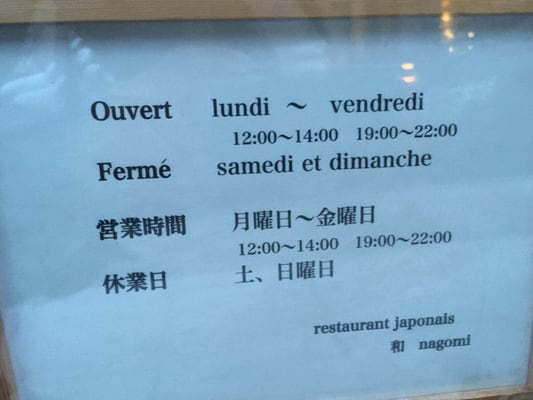 Ouvert lundi ～ vendredi
12:00～14:00 19:00～22:00
Fermé samedi et dimanche
営業時間 月曜日～金曜日
12:00～14:00 19:00～22:00
休業日 土、日曜日
restaurant japonais
和 nagomi